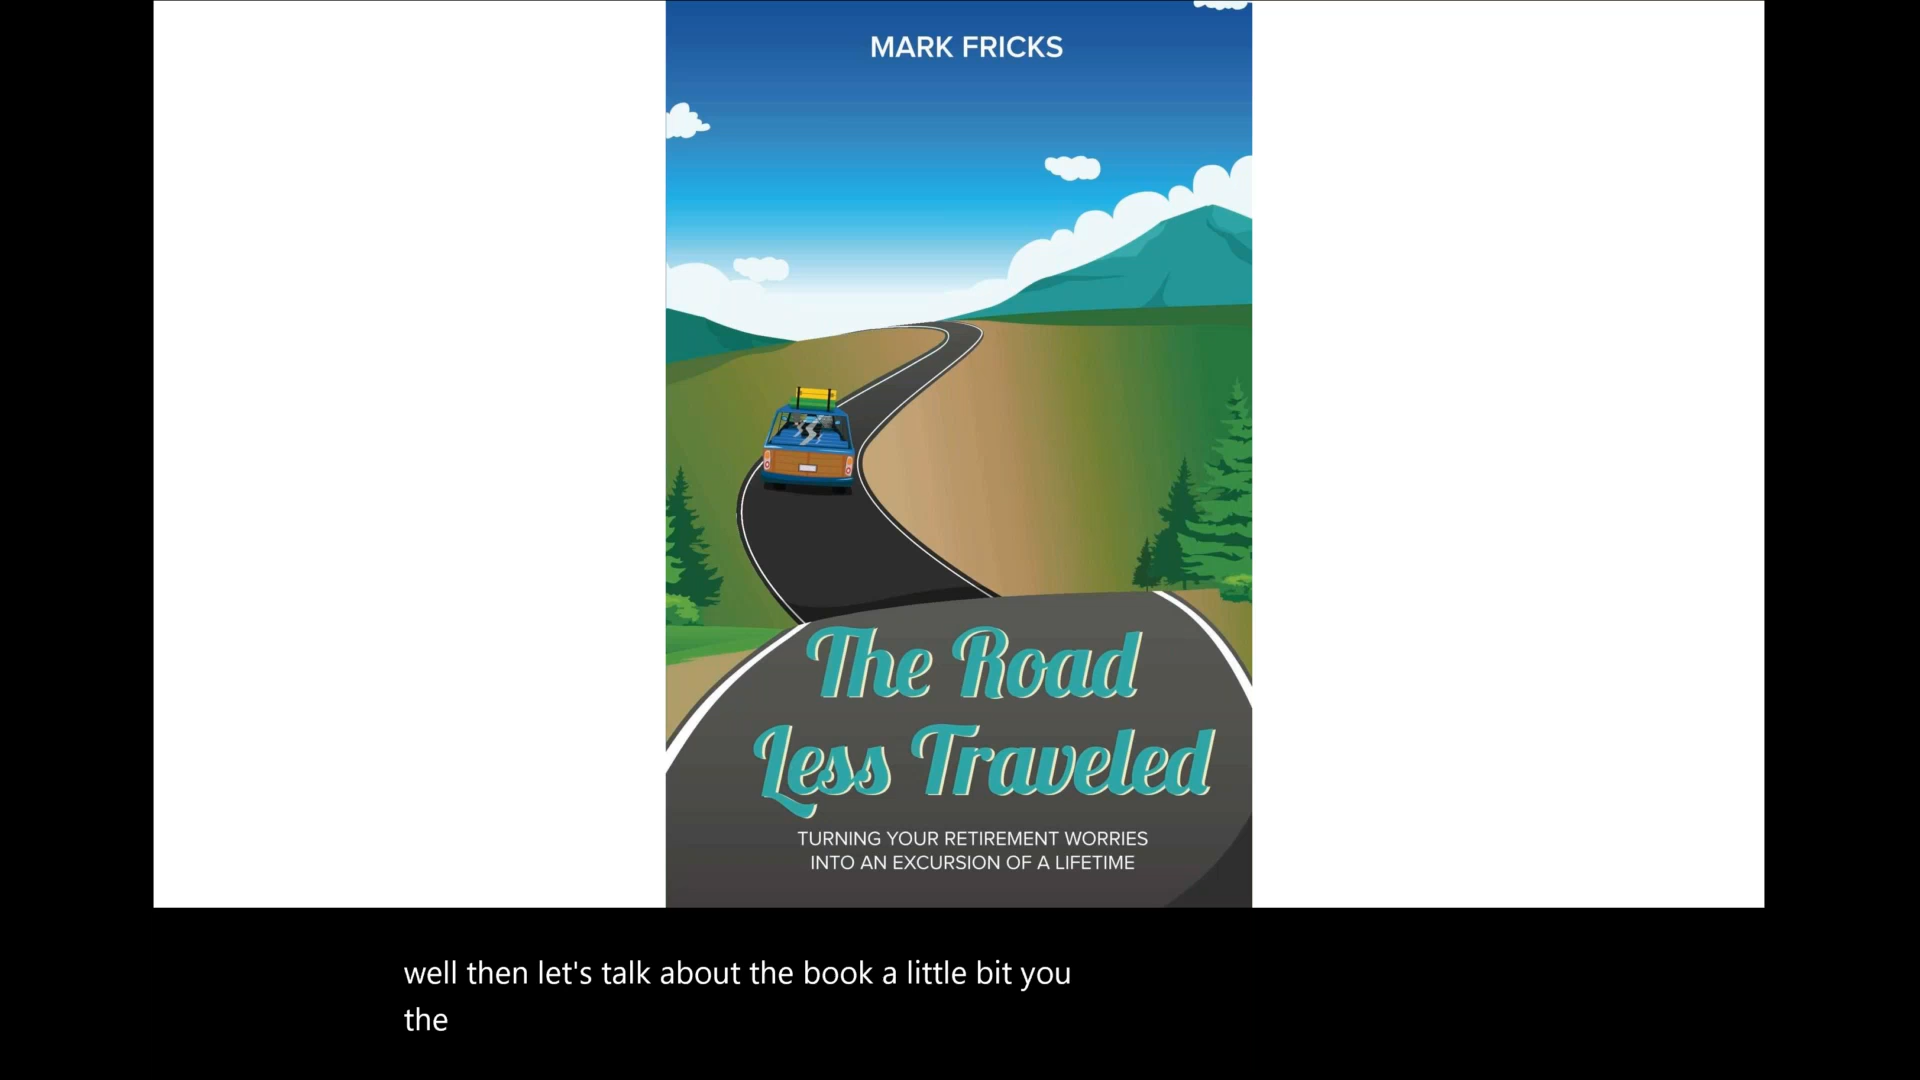 MARK FRICKS
The Road
Less Traveled
TURNING YOUR RETIREMENT WORRIES
INTO AN EXCURSION OF A LIFETIME
well then let's talk about the book a little bit you
the